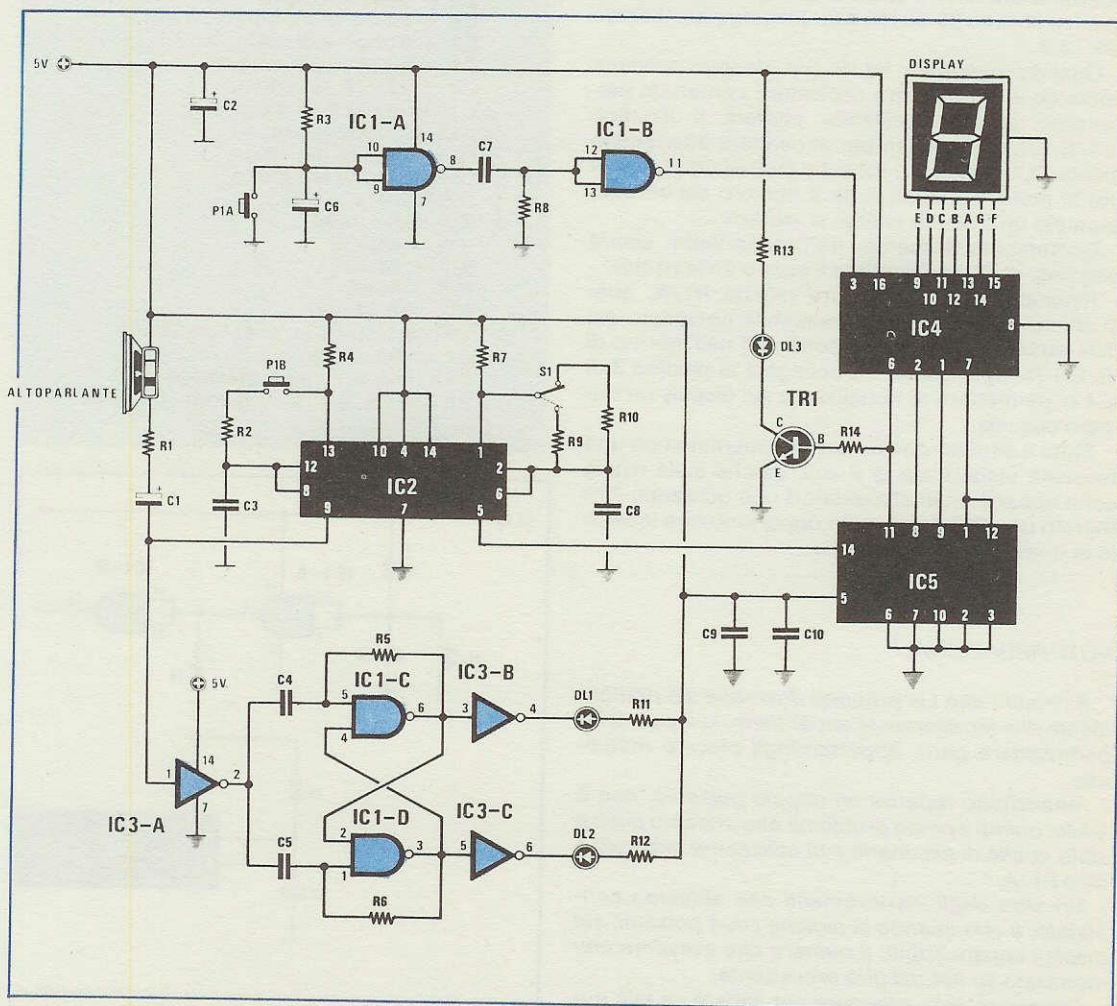 5V
C2
R3
IC1-A
14
10
9
8
7
P1A
C6
C7
R8
IC1-B
12
13
11
DISPLAY
E D C B A G F
R13
3 16 9 11 13 15
10 12 14
IC4
8
6 2 1 7
DL3
TR1
C
B
E
R14
ALTOPARLANTE
R1
C1
R4
P1B
R2
C3
R7
S1
R10
R9
C8
13 10 4 14 1
12
8
2
6
IC2
9 7 5
11 8 9 1 12
14
IC5
5
6 7 10 2 3
C9
C10
5V
1
14
2
7
IC3-A
C4
C5
R5
IC1-C
5
4
6
IC3-B
3
4
DL1
R11
IC1-D
2
1
3
IC3-C
5
6
DL2
R12
R6